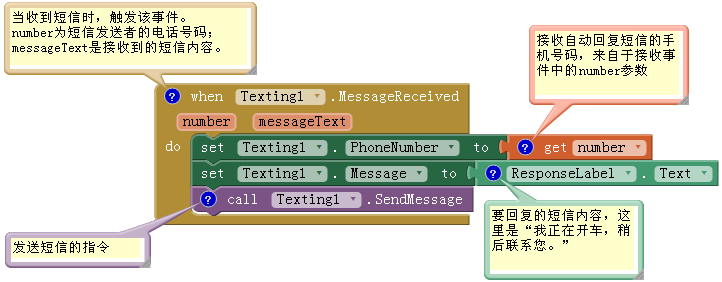 当收到短信时，触发该事件。
number为短信发送者的电话号码；
messageText是接收到的短信内容。
接收自动回复短信的手
机号码，来自于接收事
件中的number参数
? when Texting1 .MessageReceived
number messageText
do set Texting1 . PhoneNumber to ? get number
set Texting1 . Message to ? ResponseLabel . Text
? call Texting1 .SendMessage
发送短信的指令
要回复的短信内容，这
里是“我正在开车，稍
后联系您。”